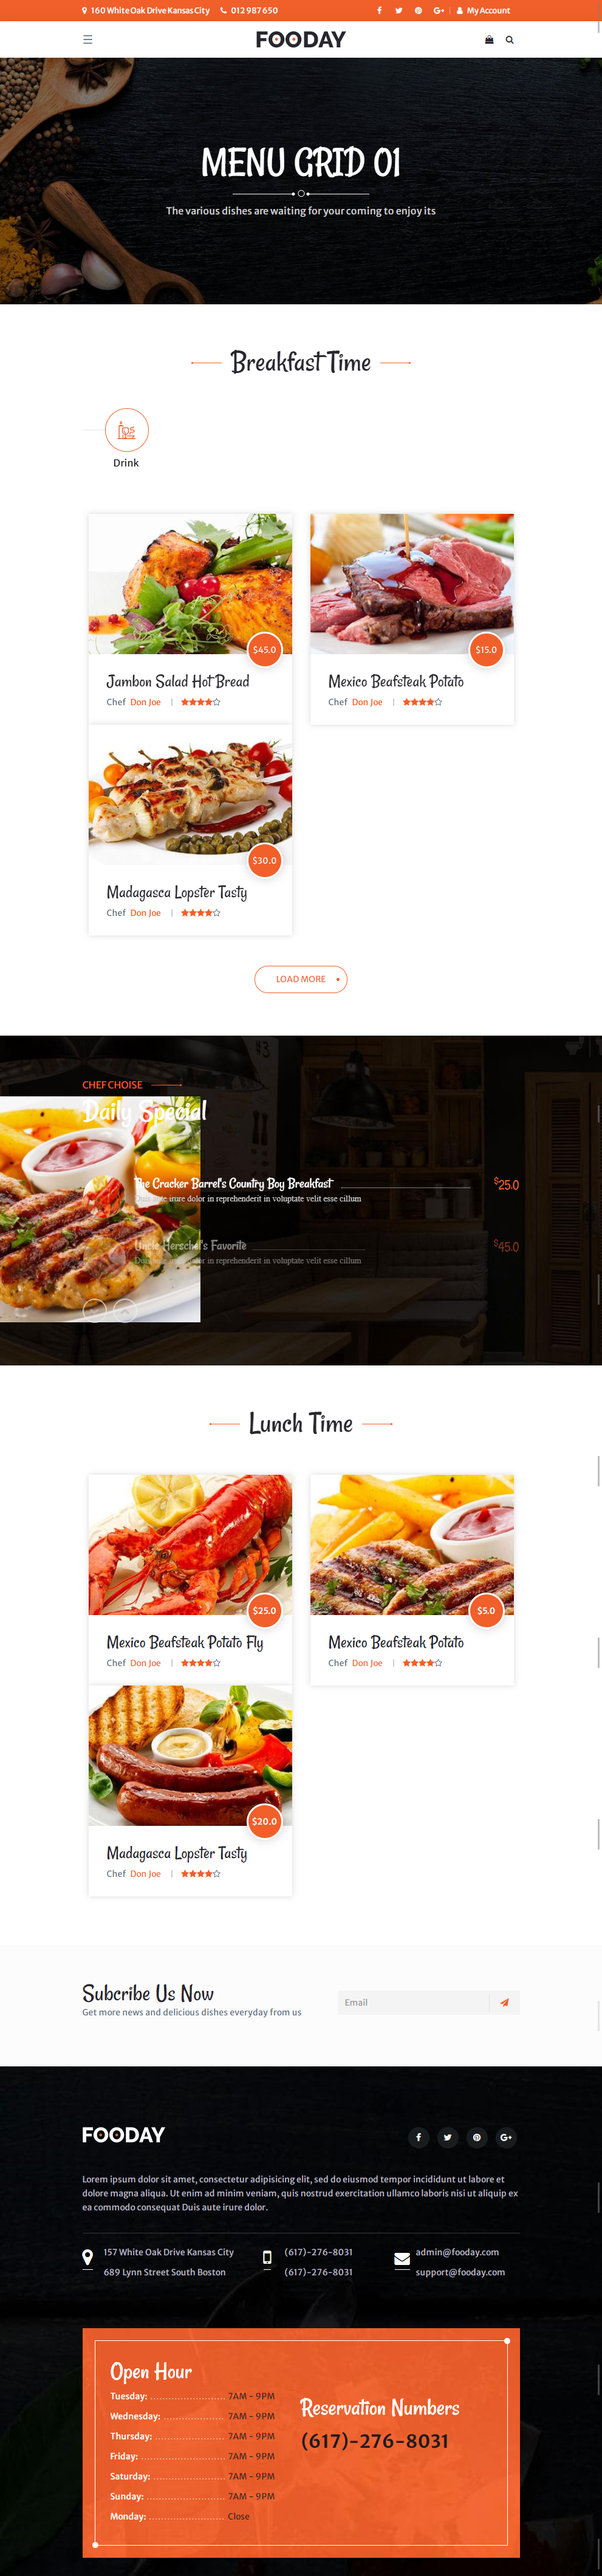 160 White Oak Drive Kansas City 012 987 650 My Account
FOODAY
MENU GRID 01
The various dishes are waiting for your coming to enjoy its
Breakfast Time
Drink
$45.0
Jambon Salad Hot Bread
Chef Don Joe |
$15.0
Mexico Beafsteak Potato
Chef Don Joe |
$30.0
Madagasca Lopster Tasty
Chef Don Joe |
LOAD MORE
CHEF CHOISE
Daily Special
The Cracker Barrel's Country Boy Breakfast $25.0
Duis aute irure dolor in reprehenderit in voluptate velit esse cillum
Uncle Herschel's Favorite $45.0
Duis aute irure dolor in reprehenderit in voluptate velit esse cillum
Lunch Time
$25.0
Mexico Beafsteak Potato Fly
Chef Don Joe |
$5.0
Mexico Beafsteak Potato
Chef Don Joe |
$20.0
Madagasca Lopster Tasty
Chef Don Joe |
Subcribe Us Now
Get more news and delicious dishes everyday from us
Email
FOODAY
Lorem ipsum dolor sit amet, consectetur adipisicing elit, sed do eiusmod tempor incididunt ut labore et
dolore magna aliqua. Ut enim ad minim veniam, quis nostrud exercitation ullamco laboris nisi ut aliquip ex
ea commodo consequat Duis aute irure dolor.
157 White Oak Drive Kansas City
689 Lynn Street South Boston
(617)-276-8031
(617)-276-8031
admin@fooday.com
support@fooday.com
Open Hour
Tuesday: 7AM - 9PM
Wednesday: 7AM - 9PM
Thursday: 7AM - 9PM
Friday: 7AM - 9PM
Saturday: 7AM - 9PM
Sunday: 7AM - 9PM
Monday: Close
Reservation Numbers
(617)-276-8031